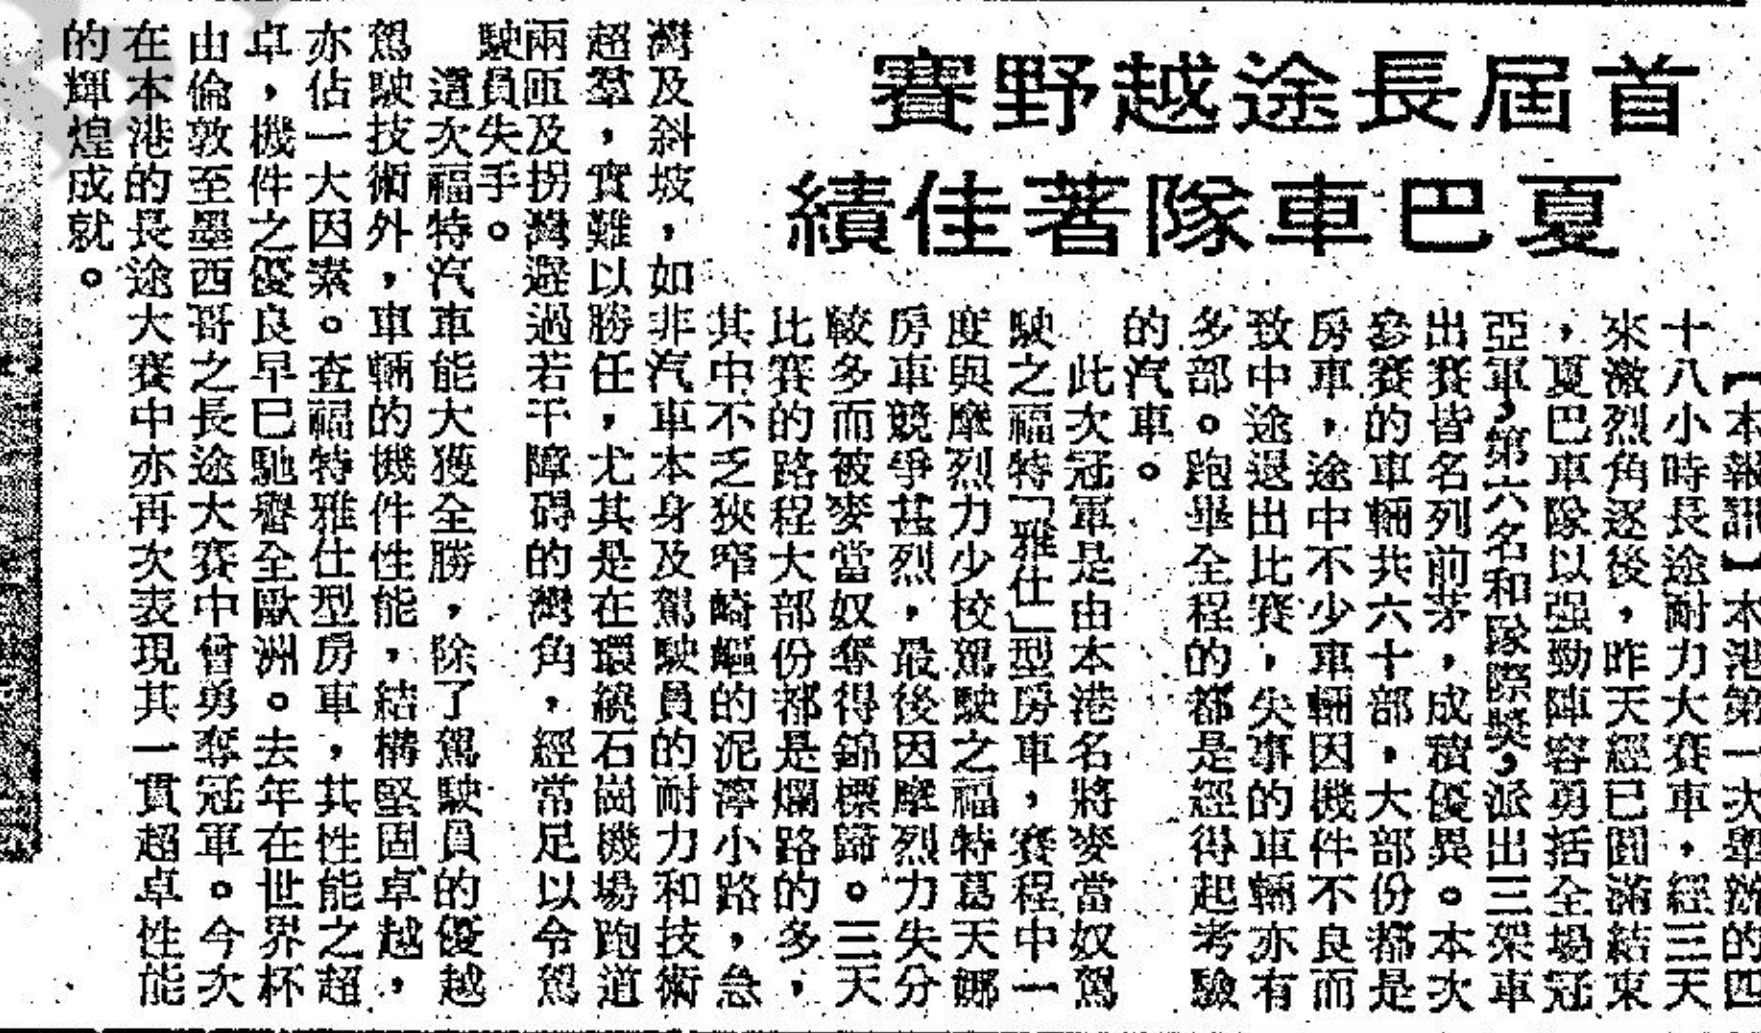 首屆長途越野賽
夏巴車隊著佳績
【本報訊】本港第一次舉辦的四
十八小時長途耐力大賽車，經三天
來激烈角逐後，昨天經已圓滿結束
，夏巴車隊以强勁陣容勇括全場冠
亞軍，第六名和隊際獎，派出三架車
出賽皆名列前茅，成積優異。本次
參賽的車輛共六十部，大部份都是
房車，途中不少車輛因機件不良而
致中途退出比賽，失事的車輛亦有
多部。跑畢全程的都是經得起考驗
的汽車。
此次冠軍是由本港名將麥當奴駕
駛之福特「雅仕」型房車，賽程中一
度與摩烈力少校駕駛之福特葛天娜
房車競爭甚烈，最後因摩烈力失分
較多而被麥當奴奪得錦標歸。三天
比賽的路程大部份都是爛路的多，
其中不乏狹窄崎嶇的泥濘小路，急
灣及斜坡，如非汽車本身及駕駛員的耐力和技術
超羣，實難以勝任，尤其是在環繞石崗機場跑道
兩匝及拐灣遲過若干障碍的灣角，經常足以令駕
駛員失手。
這次福特汽車能大獲全勝，除了駕駛員的優越
駕駛技術外，車輛的機件性能，結構堅固卓越，
亦佔一大因素。查福特雅仕型房車，其性能之超
卓，機件之優良早已馳譽全歐洲。去年在世界杯
由倫敦至墨西哥之長途大賽中曾勇奪冠軍。今次
在本港的長途大賽中亦再次表現其一貫超卓性能
的輝煌成就。